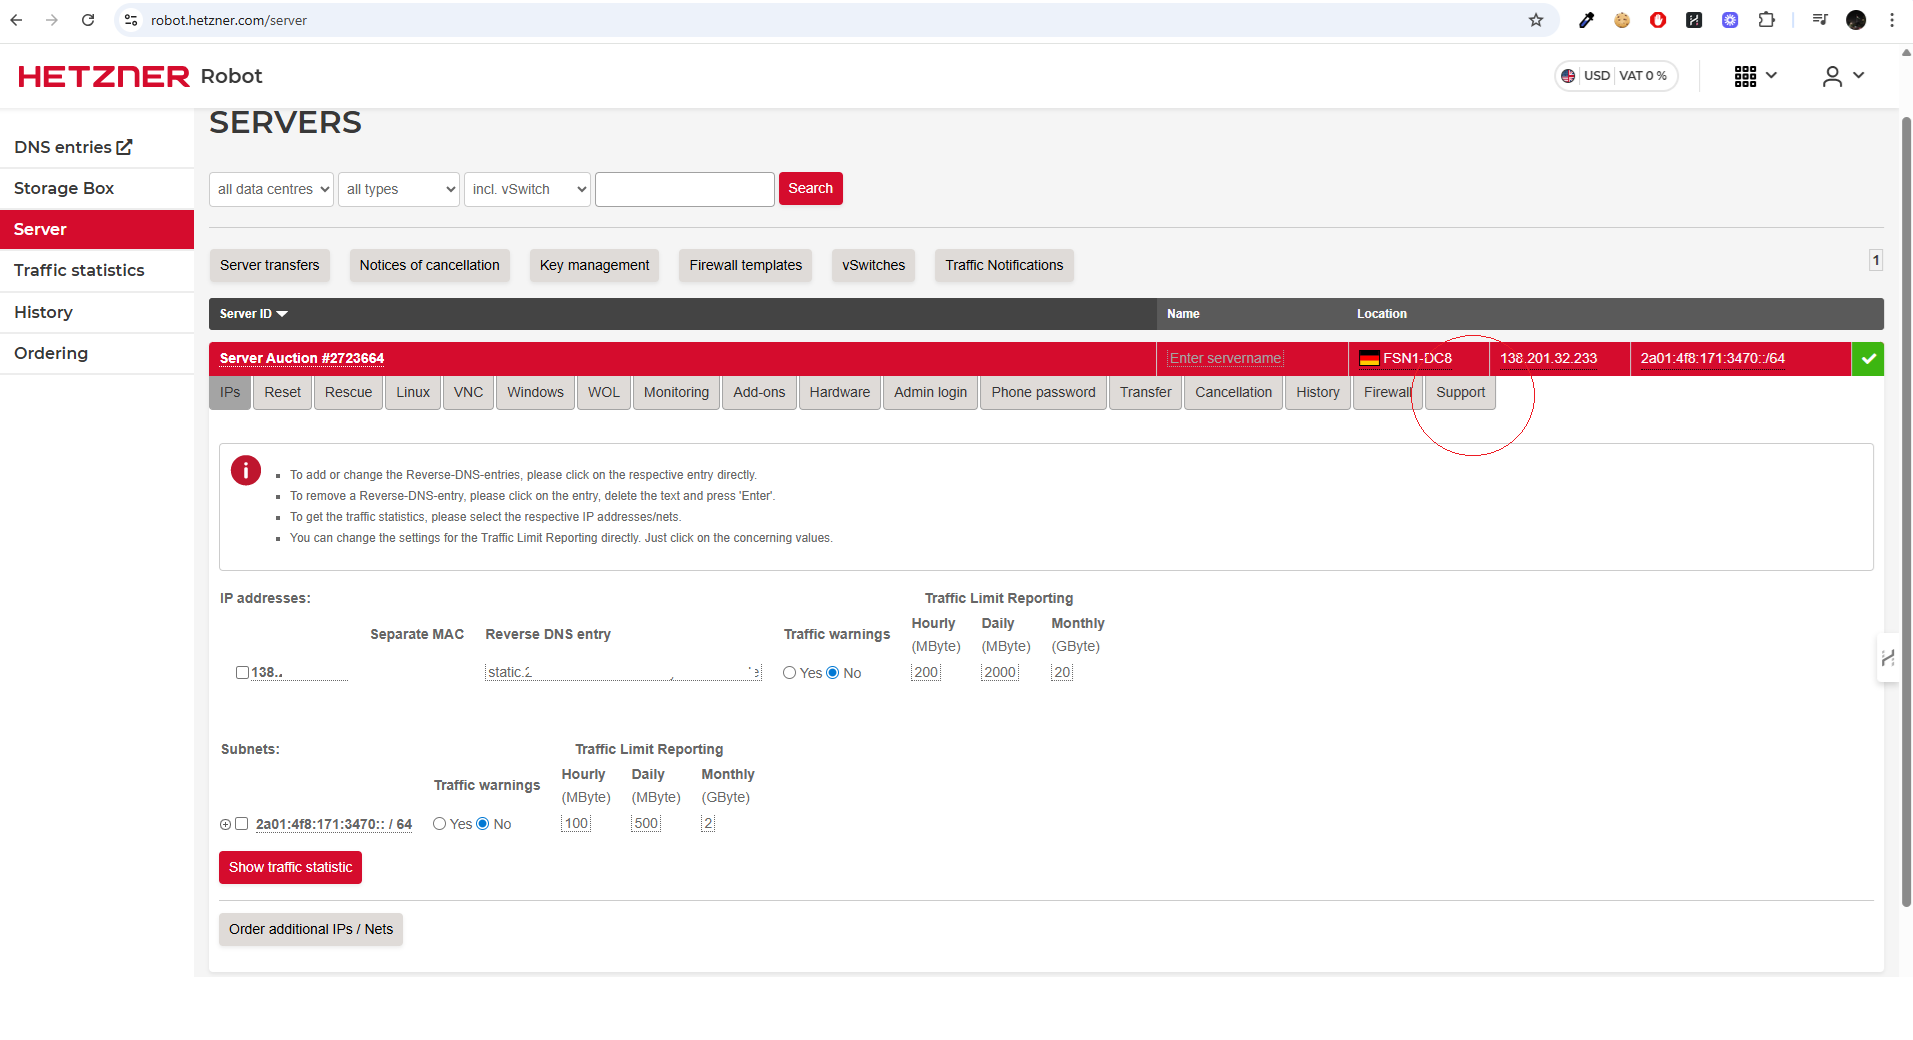 robot.hetzner.com/server
HETZNER Robot
USD VAT 0 %
DNS entries
Storage Box
Server
Traffic statistics
History
Ordering
SERVERS
all data centres all types incl. vSwitch Search
Server transfers Notices of cancellation Key management Firewall templates vSwitches Traffic Notifications 1
Server ID Name Location
Server Auction #2723664 Enter servername FSN1-DC8 138.201.32.233 2a01:4f8:171:3470::/64
IPs Reset Rescue Linux VNC Windows WOL Monitoring Add-ons Hardware Admin login Phone password Transfer Cancellation History Firewall Support
To add or change the Reverse-DNS-entries, please click on the respective entry directly.
To remove a Reverse-DNS-entry, please click on the entry, delete the text and press 'Enter'.
To get the traffic statistics, please select the respective IP addresses/nets.
You can change the settings for the Traffic Limit Reporting directly. Just click on the concerning values.
IP addresses: Traffic Limit Reporting
Separate MAC Reverse DNS entry Traffic warnings Hourly Daily Monthly
(MByte) (MByte) (GByte)
138. static. Yes No 200 2000 20
Subnets: Traffic Limit Reporting
Traffic warnings Hourly Daily Monthly
(MByte) (MByte) (GByte)
2a01:4f8:171:3470:: / 64 Yes No 100 500 2
Show traffic statistic
Order additional IPs / Nets